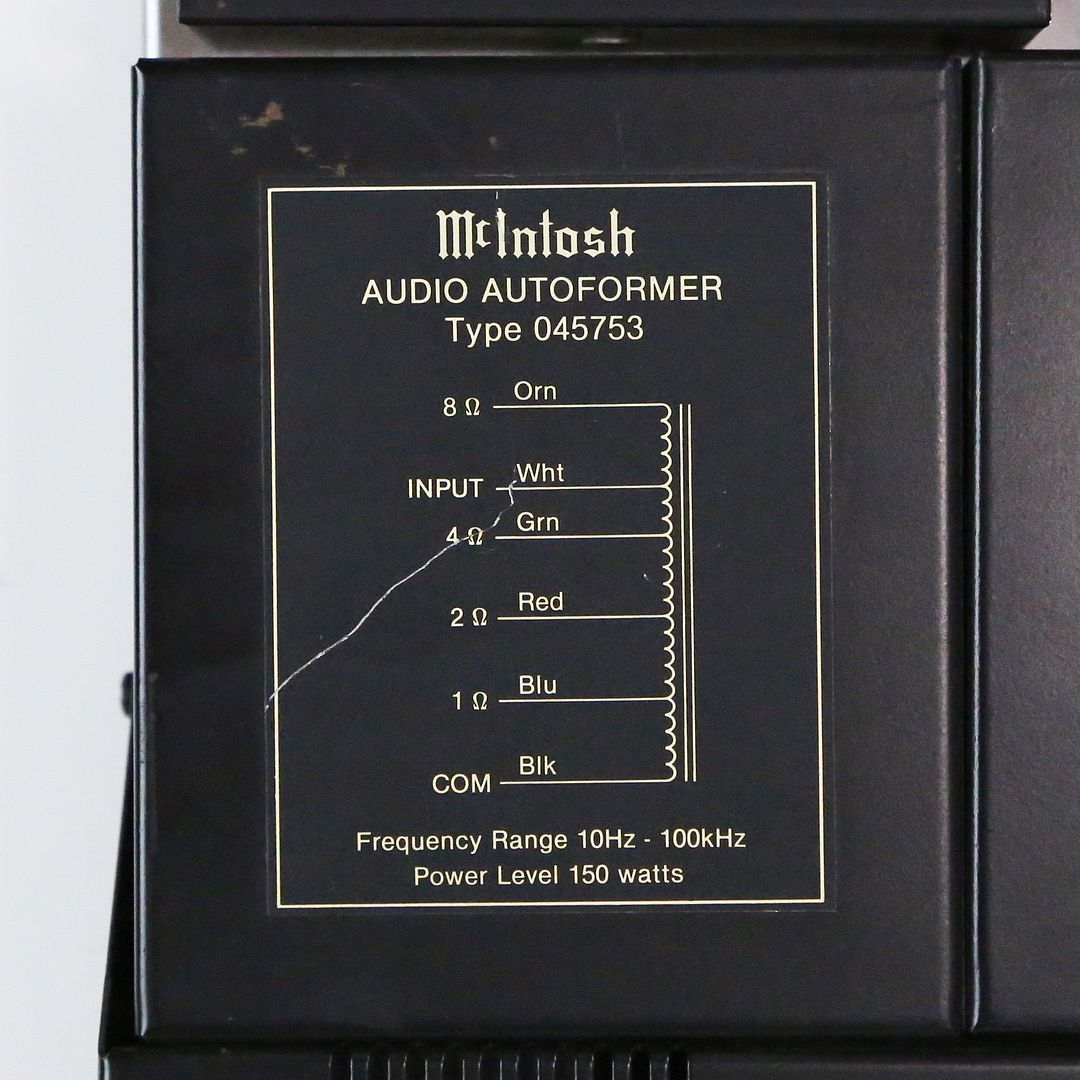 McIntosh
AUDIO AUTOFORMER
Type 045753
8 Ω Orn
INPUT Wht
4 Ω Grn
2 Ω Red
1 Ω Blu
COM Blk
Frequency Range 10Hz - 100kHz
Power Level 150 watts